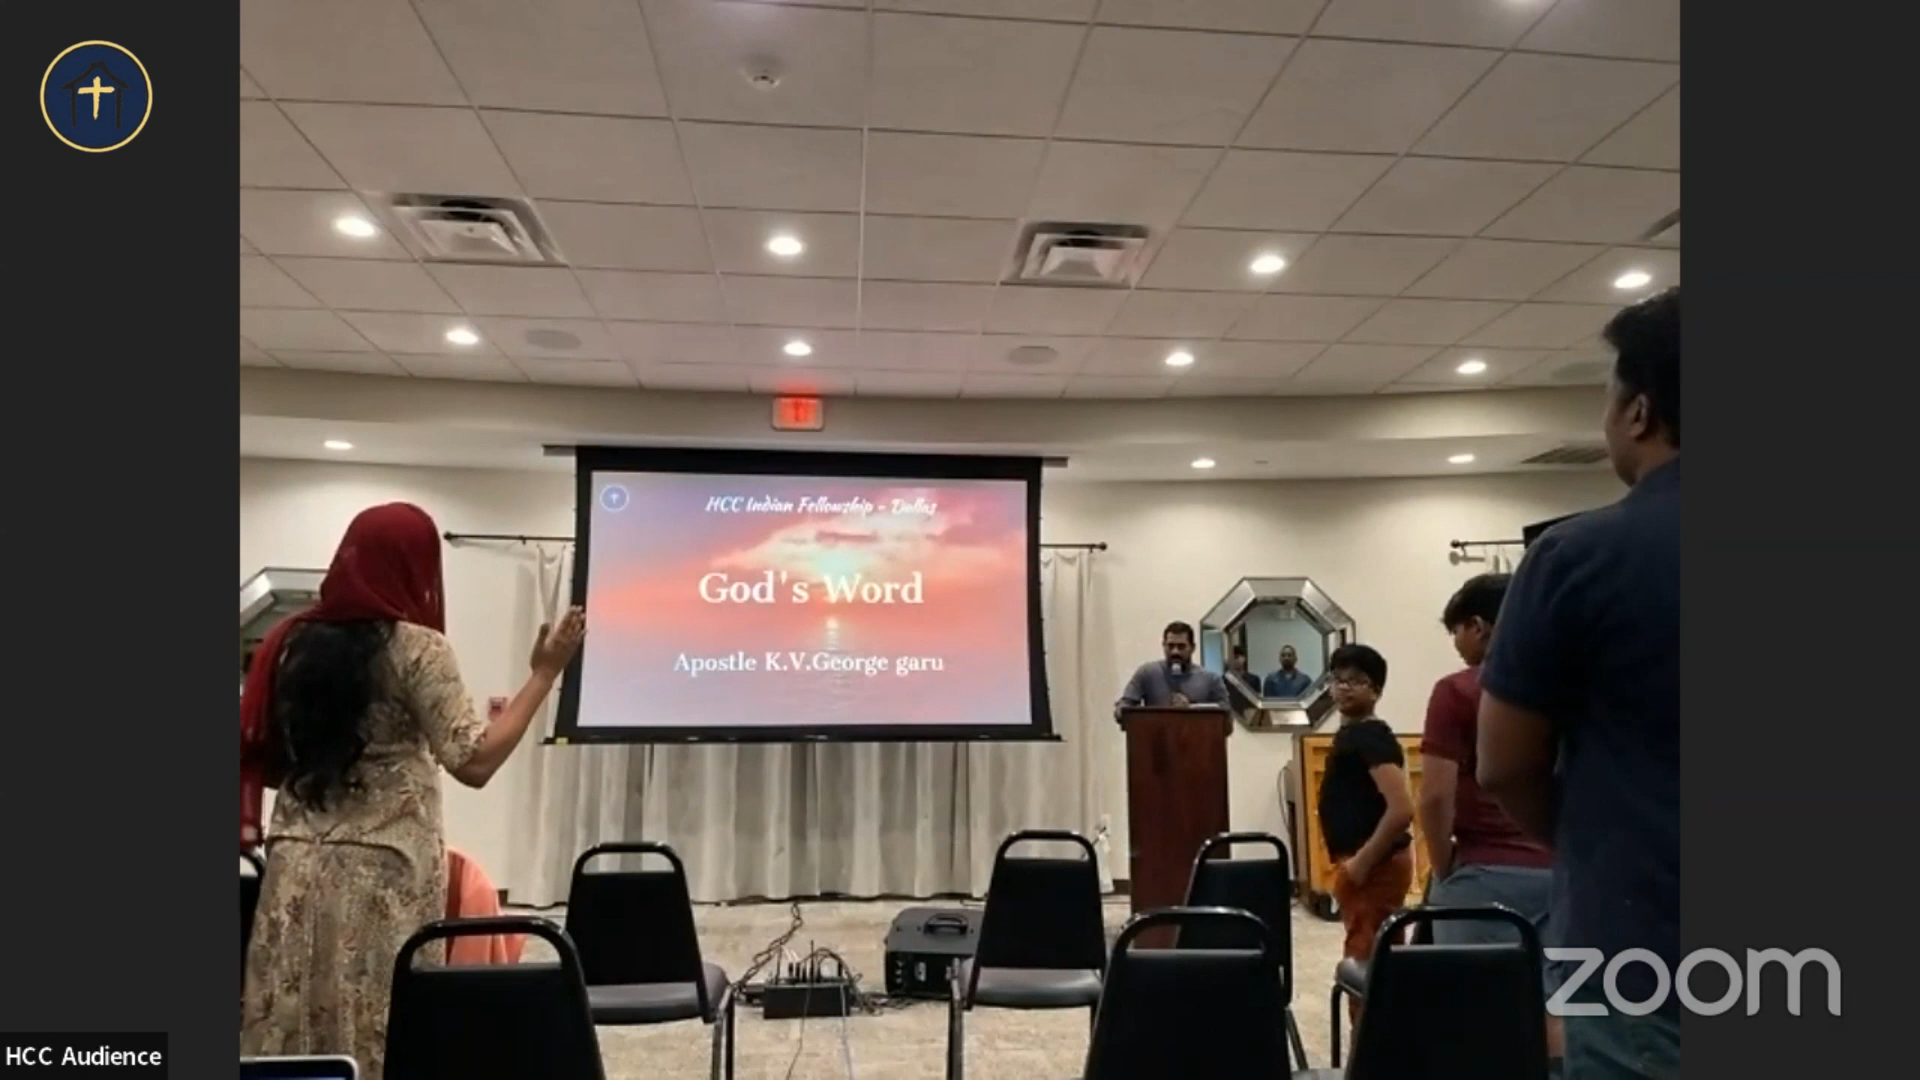 HCC Indian Fellowship - Dallas
God's Word
Apostle K.V.George garu
HCC Audience
zoom